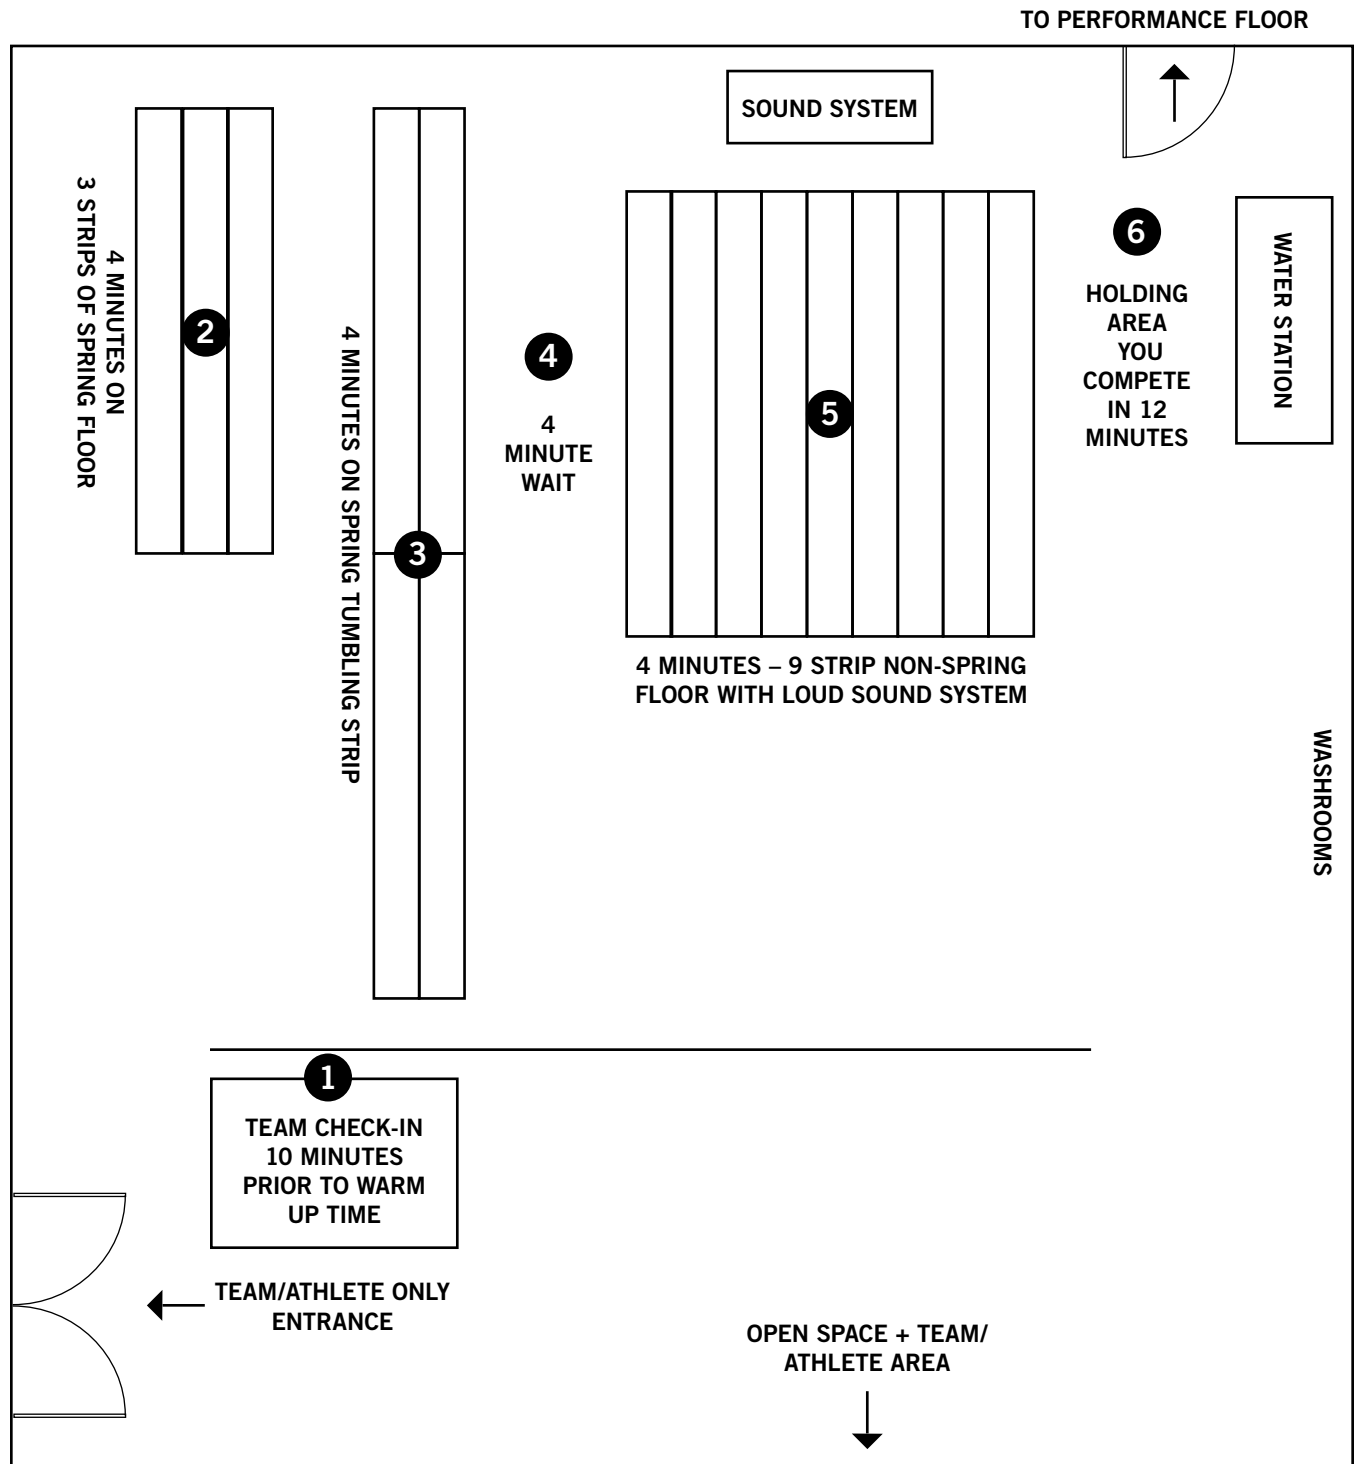 TO PERFORMANCE FLOOR
SOUND SYSTEM
4 MINUTES ON
3 STRIPS OF SPRING FLOOR
2
4 MINUTES ON SPRING TUMBLING STRIP
3
4
4
MINUTE
WAIT
5
4 MINUTES – 9 STRIP NON-SPRING
FLOOR WITH LOUD SOUND SYSTEM
6
HOLDING
AREA
YOU
COMPETE
IN 12
MINUTES
WATER STATION
WASHROOMS
1
TEAM CHECK-IN
10 MINUTES
PRIOR TO WARM
UP TIME
TEAM/ATHLETE ONLY
ENTRANCE
OPEN SPACE + TEAM/
ATHLETE AREA